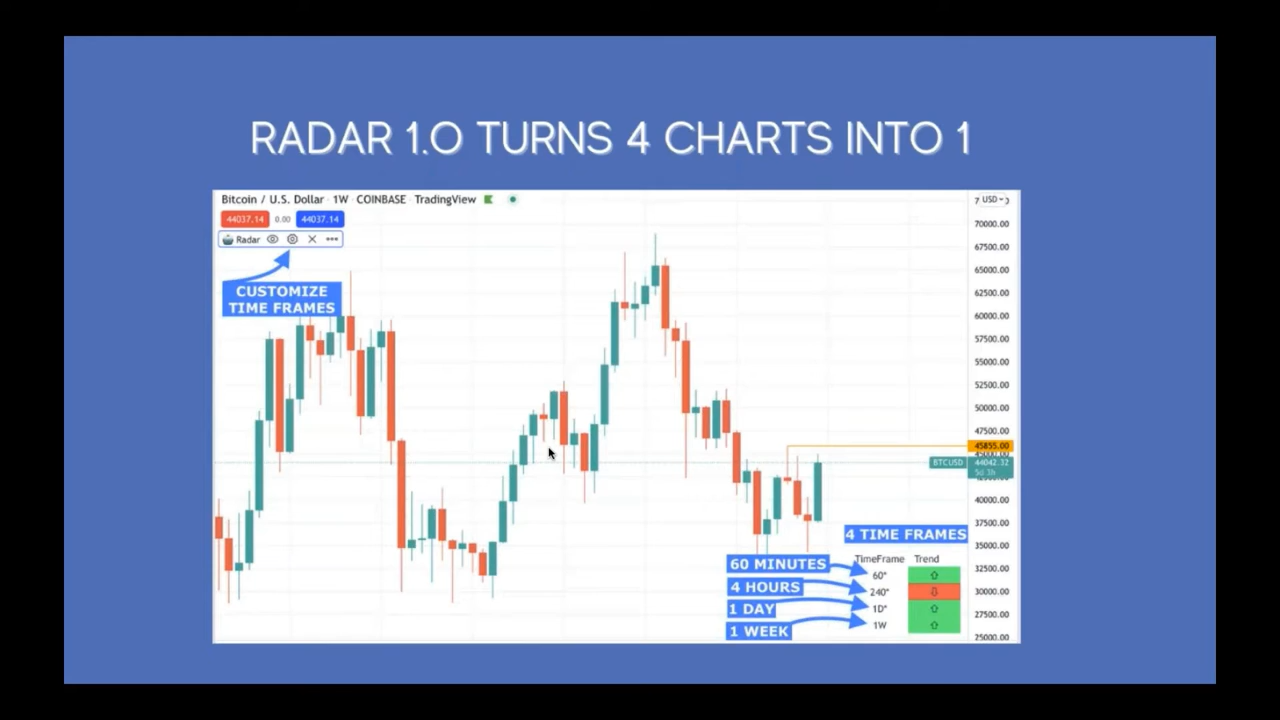 RADAR 1.0 TURNS 4 CHARTS INTO 1
Bitcoin / U.S. Dollar · 1W · COINBASE · TradingView
USD
44037.14 0.00 44037.14
Radar
CUSTOMIZE
TIME FRAMES
70000.00
67500.00
65000.00
62500.00
60000.00
57500.00
55000.00
52500.00
50000.00
47500.00
45855.00
BTCUSD 44042.32
5d 3h
40000.00
37500.00
35000.00
32500.00
30000.00
27500.00
25000.00
4 TIME FRAMES
TimeFrame Trend
60 MINUTES 60*
4 HOURS 240*
1 DAY 1D*
1 WEEK 1W